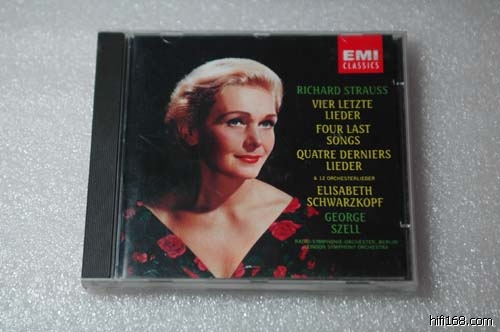 EMI
CLASSICS
RICHARD STRAUSS
VIER LETZTE
LIEDER
FOUR LAST
SONGS
QUATRE DERNIERS
LIEDER
& 12 ORCHESTERLIEDER
ELISABETH
SCHWARZKOPF
GEORGE
SZELL
RADIO-SYMPHONIE-ORCHESTER, BERLIN
LONDON SYMPHONY ORCHESTRA
hifi168.com